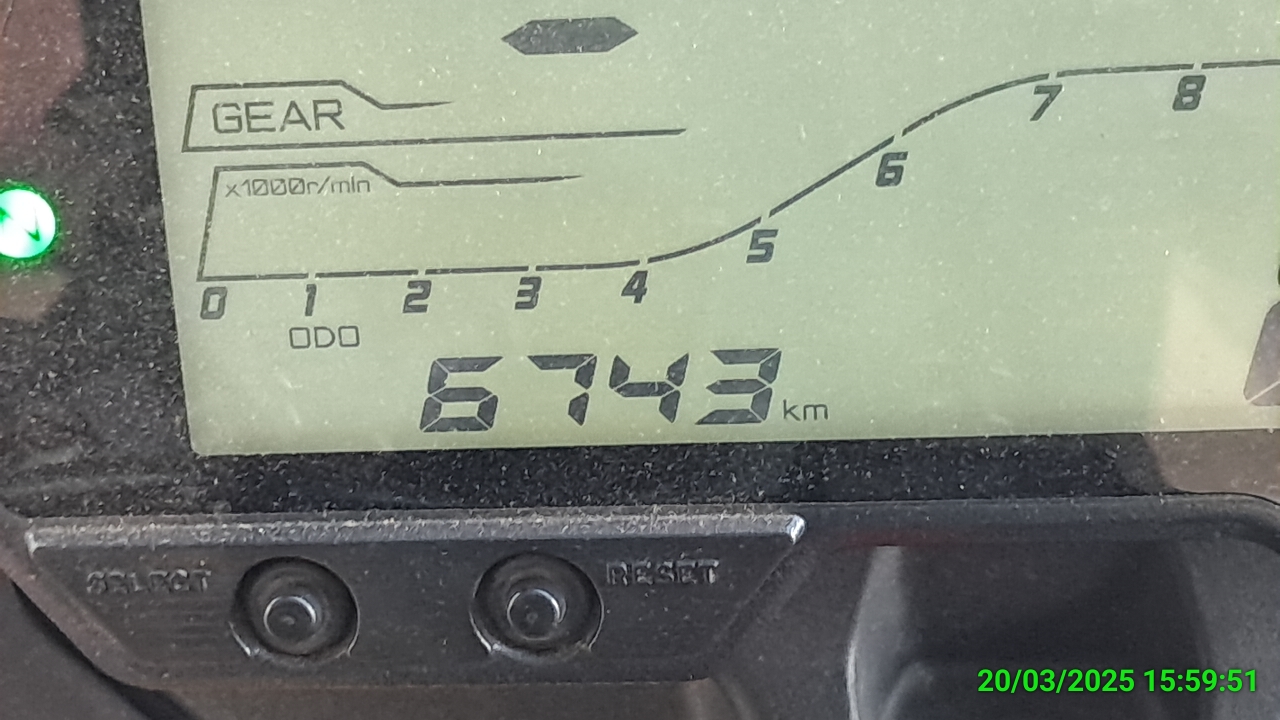 GEAR
x1000r/min
0 1 2 3 4 5 6 7 8
ODO
6743 km
N
SELECT
RESET
20/03/2025 15:59:51